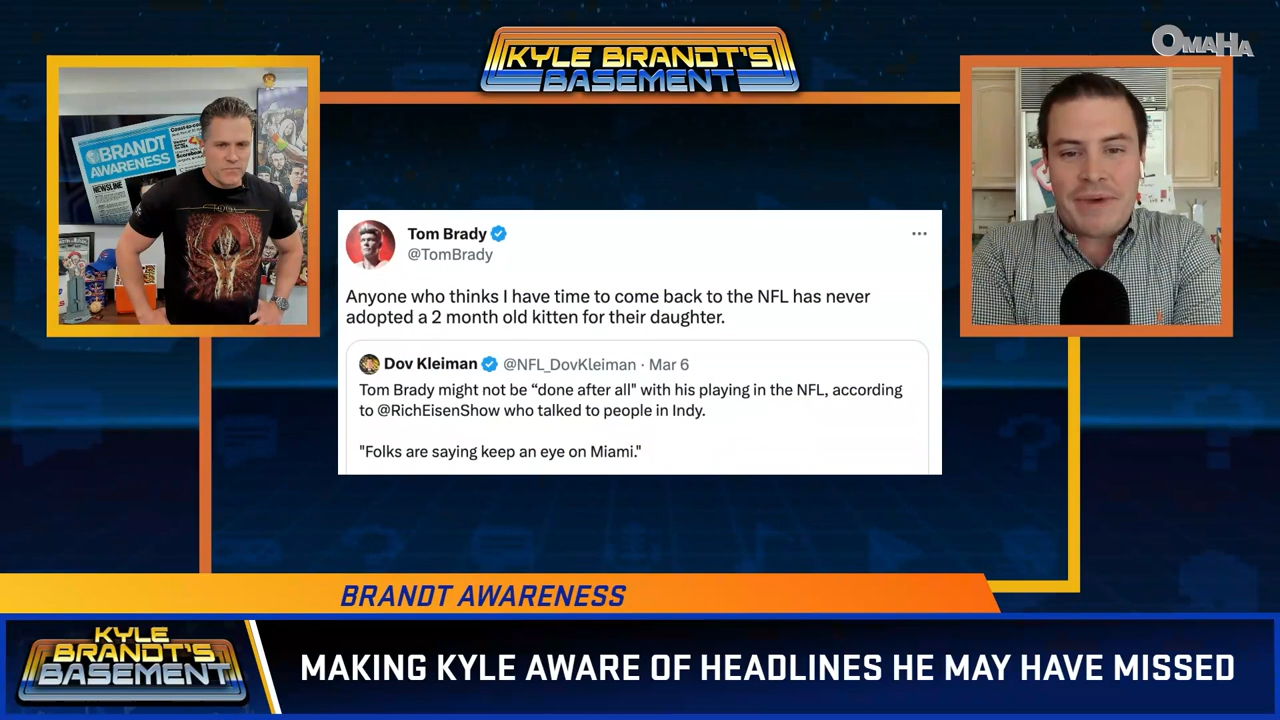 KYLE BRANDT'S
BASEMENT
OMAHA
BRANDT
AWARENESS
NEWSLINE
Tom Brady
@TomBrady
Anyone who thinks I have time to come back to the NFL has never
adopted a 2 month old kitten for their daughter.
Dov Kleiman @NFL_DovKleiman · Mar 6
Tom Brady might not be “done after all" with his playing in the NFL, according
to @RichEisenShow who talked to people in Indy.
"Folks are saying keep an eye on Miami."
BRANDT AWARENESS
KYLE
BRANDT'S
BASEMENT
MAKING KYLE AWARE OF HEADLINES HE MAY HAVE MISSED